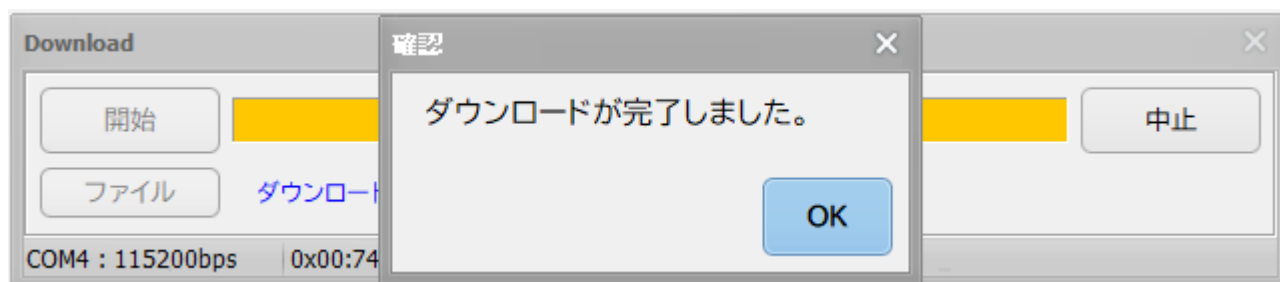 Download
確認
ダウンロードが完了しました。
開始
中止
ファイル
ダウンロード
OK
COM4 : 115200bps
0x00:74